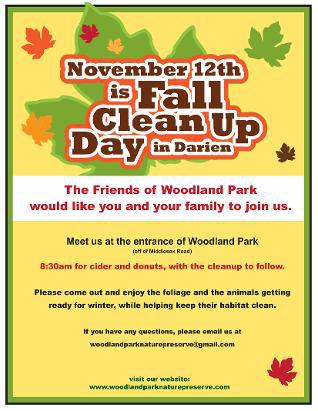 November 12th
is Fall
Clean Up
Day in Darien
The Friends of Woodland Park
would like you and your family to join us.
Meet us at the entrance of Woodland Park
(off of Middlesex Road)
8:30am for cider and donuts, with the cleanup to follow.
Please come out and enjoy the foliage and the animals getting
ready for winter, while helping keep their habitat clean.
If you have any questions, please email us at
woodlandparknaturepreserve@gmail.com
visit our website:
www.woodlandparknaturepreserve.com